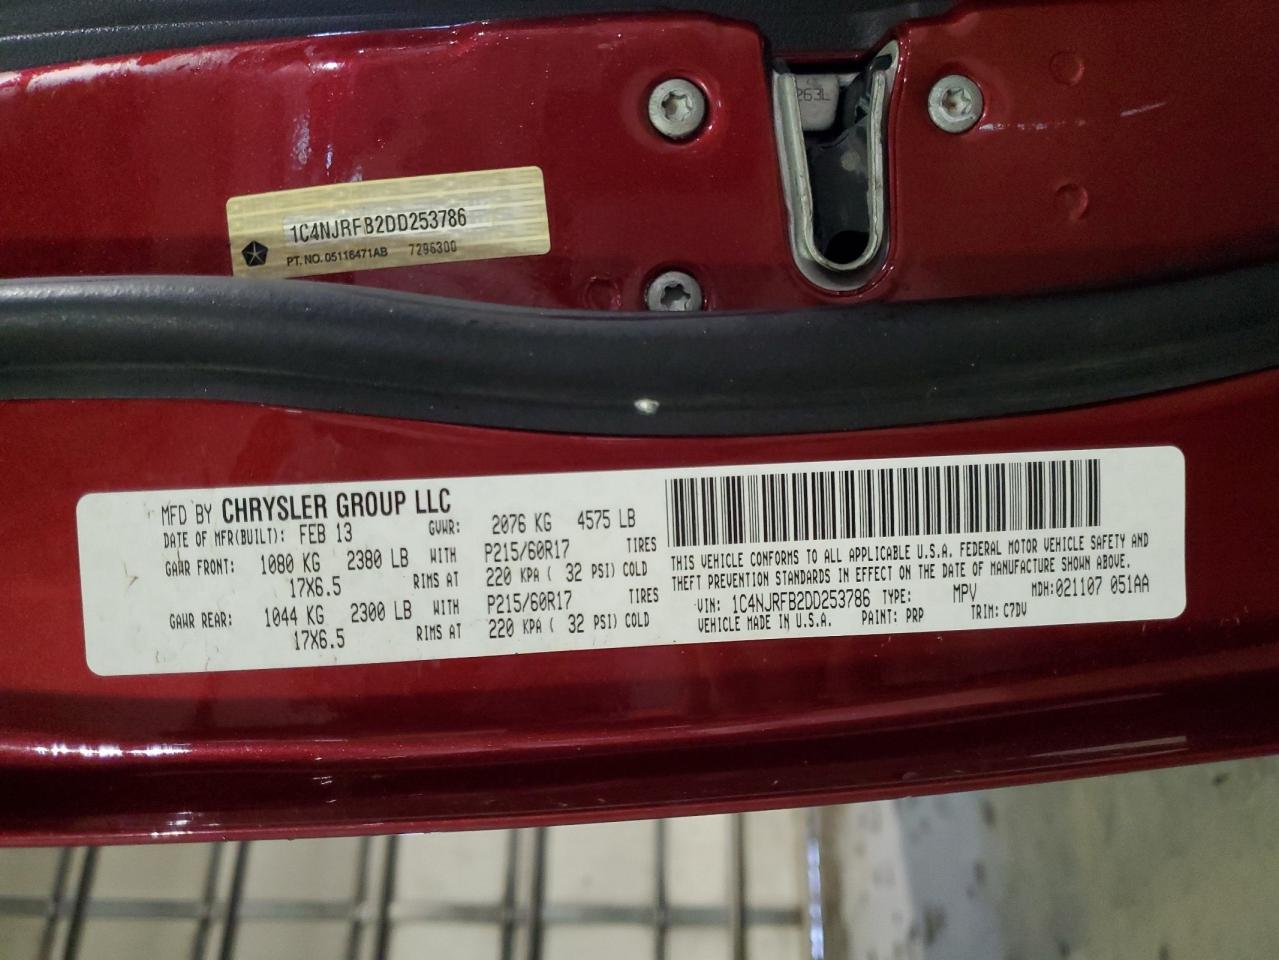 263L
1C4NJRFB2DD253786
PT. NO. 05116471AB 7296300
MFD BY CHRYSLER GROUP LLC
DATE OF MFR(BUILT): FEB 13 GVWR: 2076 KG 4575 LB
GAWR FRONT: 1080 KG 2380 LB WITH P215/60R17 TIRES
17X6.5 RIMS AT 220 KPA ( 32 PSI) COLD
GAWR REAR: 1044 KG 2300 LB WITH P215/60R17 TIRES
17X6.5 RIMS AT 220 KPA ( 32 PSI) COLD
THIS VEHICLE CONFORMS TO ALL APPLICABLE U.S.A. FEDERAL MOTOR VEHICLE SAFETY AND
THEFT PREVENTION STANDARDS IN EFFECT ON THE DATE OF MANUFACTURE SHOWN ABOVE.
VIN: 1C4NJRFB2DD253786 TYPE: MPV MDH:021107 051AA
VEHICLE MADE IN U.S.A. PAINT: PRP TRIM: C7DV